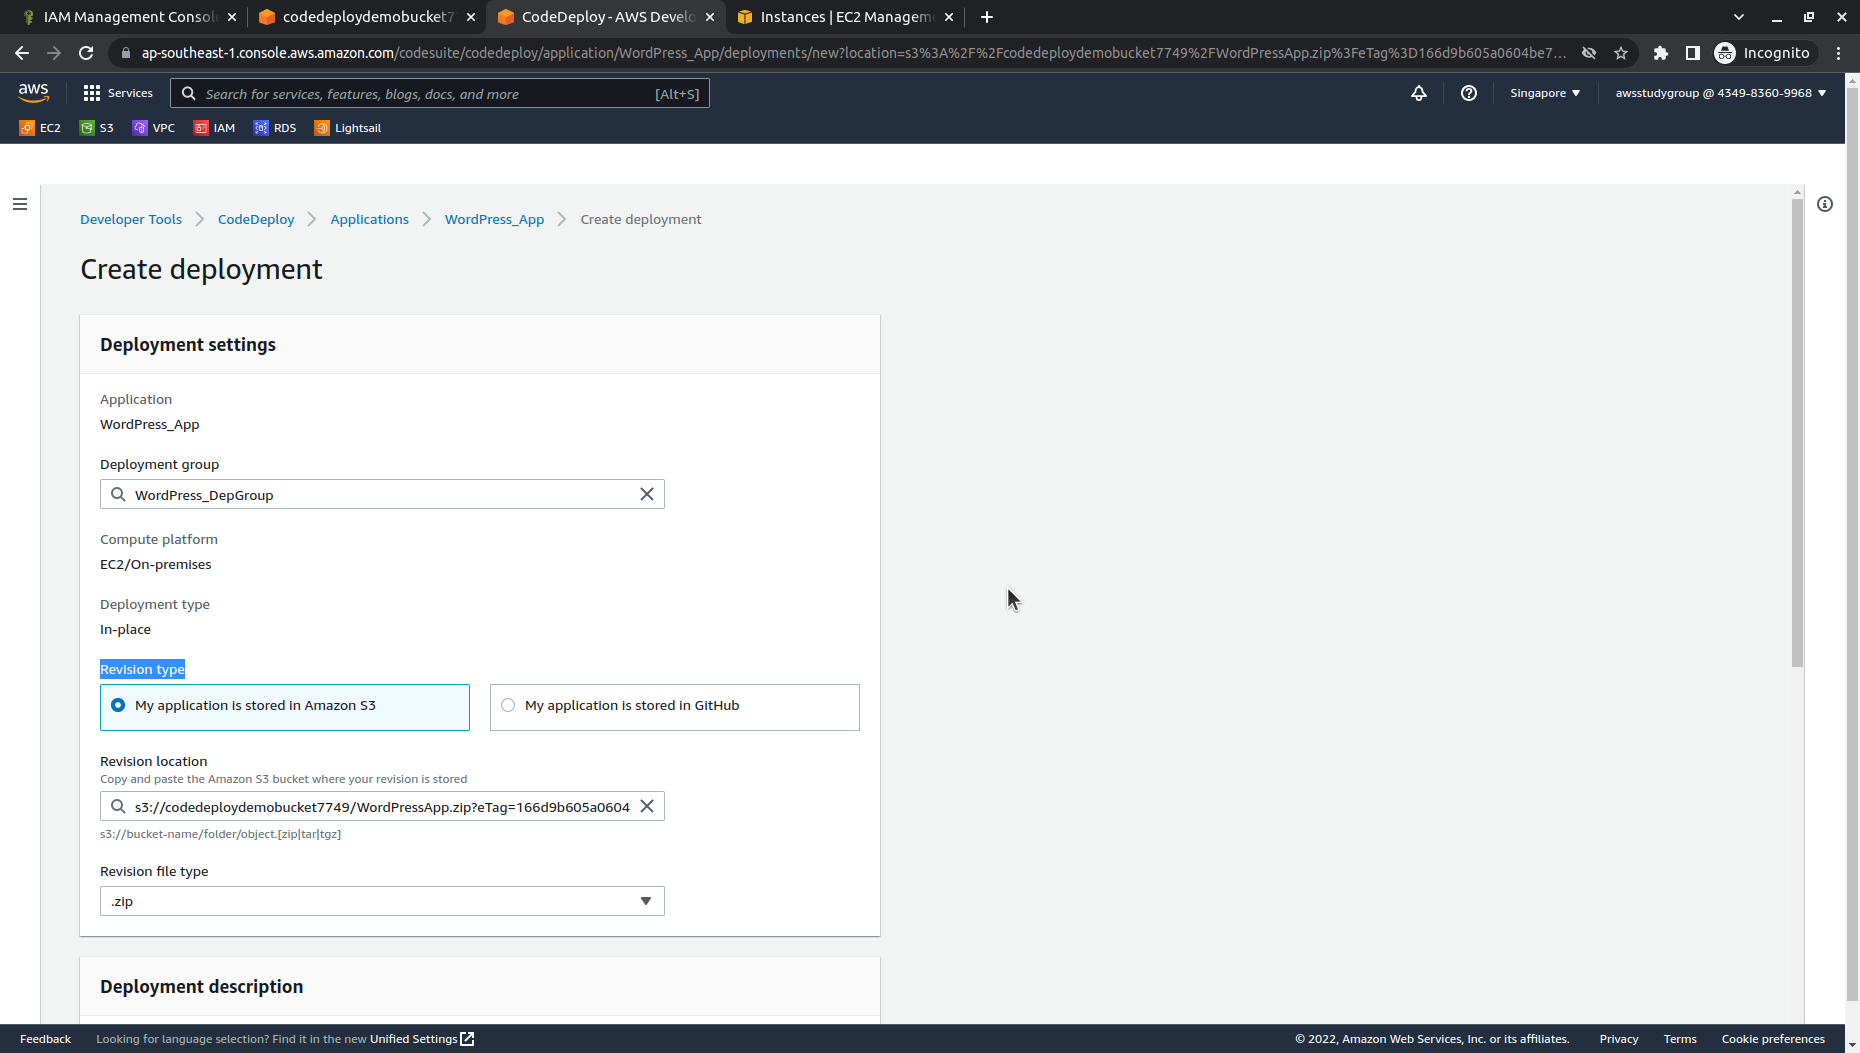 IAM Management Consol
codedeploydemobucket7
CodeDeploy - AWS Develo
Instances | EC2 Managem
ap-southeast-1.console.aws.amazon.com/codesuite/codedeploy/application/WordPress_App/deployments/new?location=s3%3A%2F%2Fcodedeploydemobucket7749%2FWordPressApp.zip%3FeTag%3D166d9b605a0604be7...
Incognito
aws
Services
Search for services, features, blogs, docs, and more
[Alt+S]
Singapore
awsstudygroup @ 4349-8360-9968
EC2
S3
VPC
IAM
RDS
Lightsail
Developer Tools
CodeDeploy
Applications
WordPress_App
Create deployment
Create deployment
Deployment settings
Application
WordPress_App
Deployment group
WordPress_DepGroup
Compute platform
EC2/On-premises
Deployment type
In-place
Revision type
My application is stored in Amazon S3
My application is stored in GitHub
Revision location
Copy and paste the Amazon S3 bucket where your revision is stored
s3://codedeploydemobucket7749/WordPressApp.zip?eTag=166d9b605a0604
s3://bucket-name/folder/object.[zip|tar|tgz]
Revision file type
.zip
Deployment description
Feedback
Looking for language selection? Find it in the new Unified Settings
© 2022, Amazon Web Services, Inc. or its affiliates.
Privacy
Terms
Cookie preferences